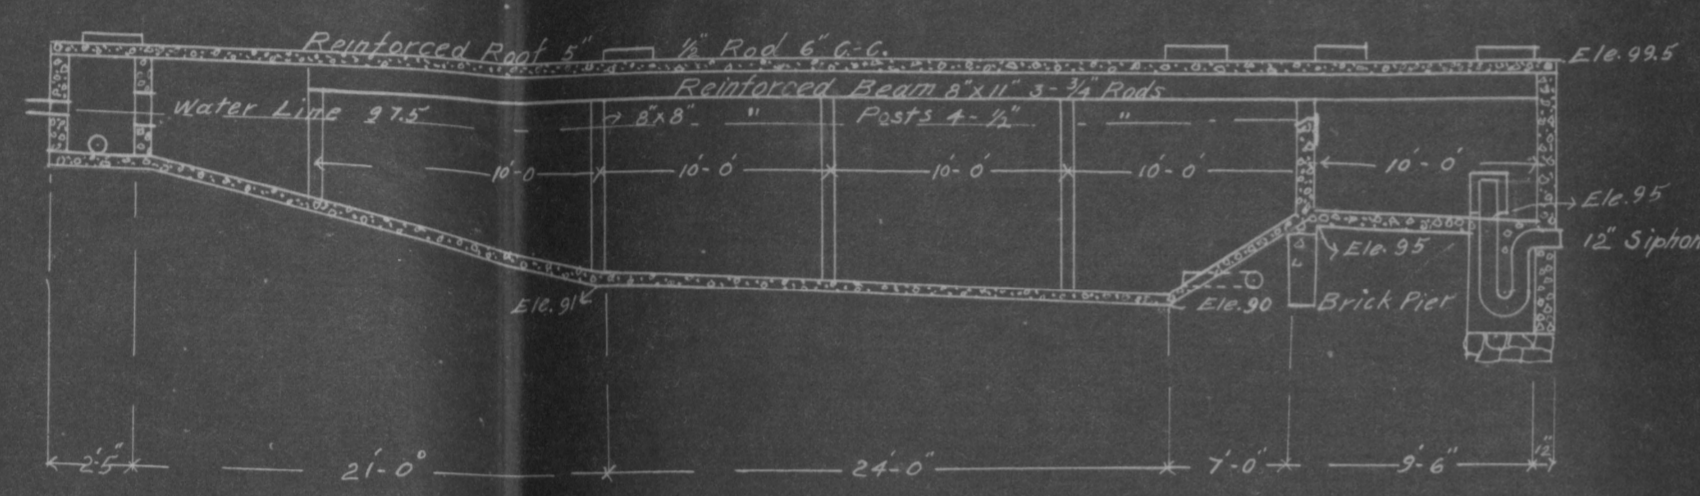 Reinforced Roof 5" ½" Rod 6" C.-C.
Ele. 99.5
Reinforced Beam 8"x11" 3-¾" Rods
Water Line 97.5
8"x8" " Posts 4-½" "
10'-0 10'-0' 10'-0' 10'-0' 10'-0'
Ele. 95
12" Siphon
Ele. 95
Ele. 91
Ele. 90
Brick Pier
2'5" 21'-0° 24'-0" 7'-0" 9'-6" 12"